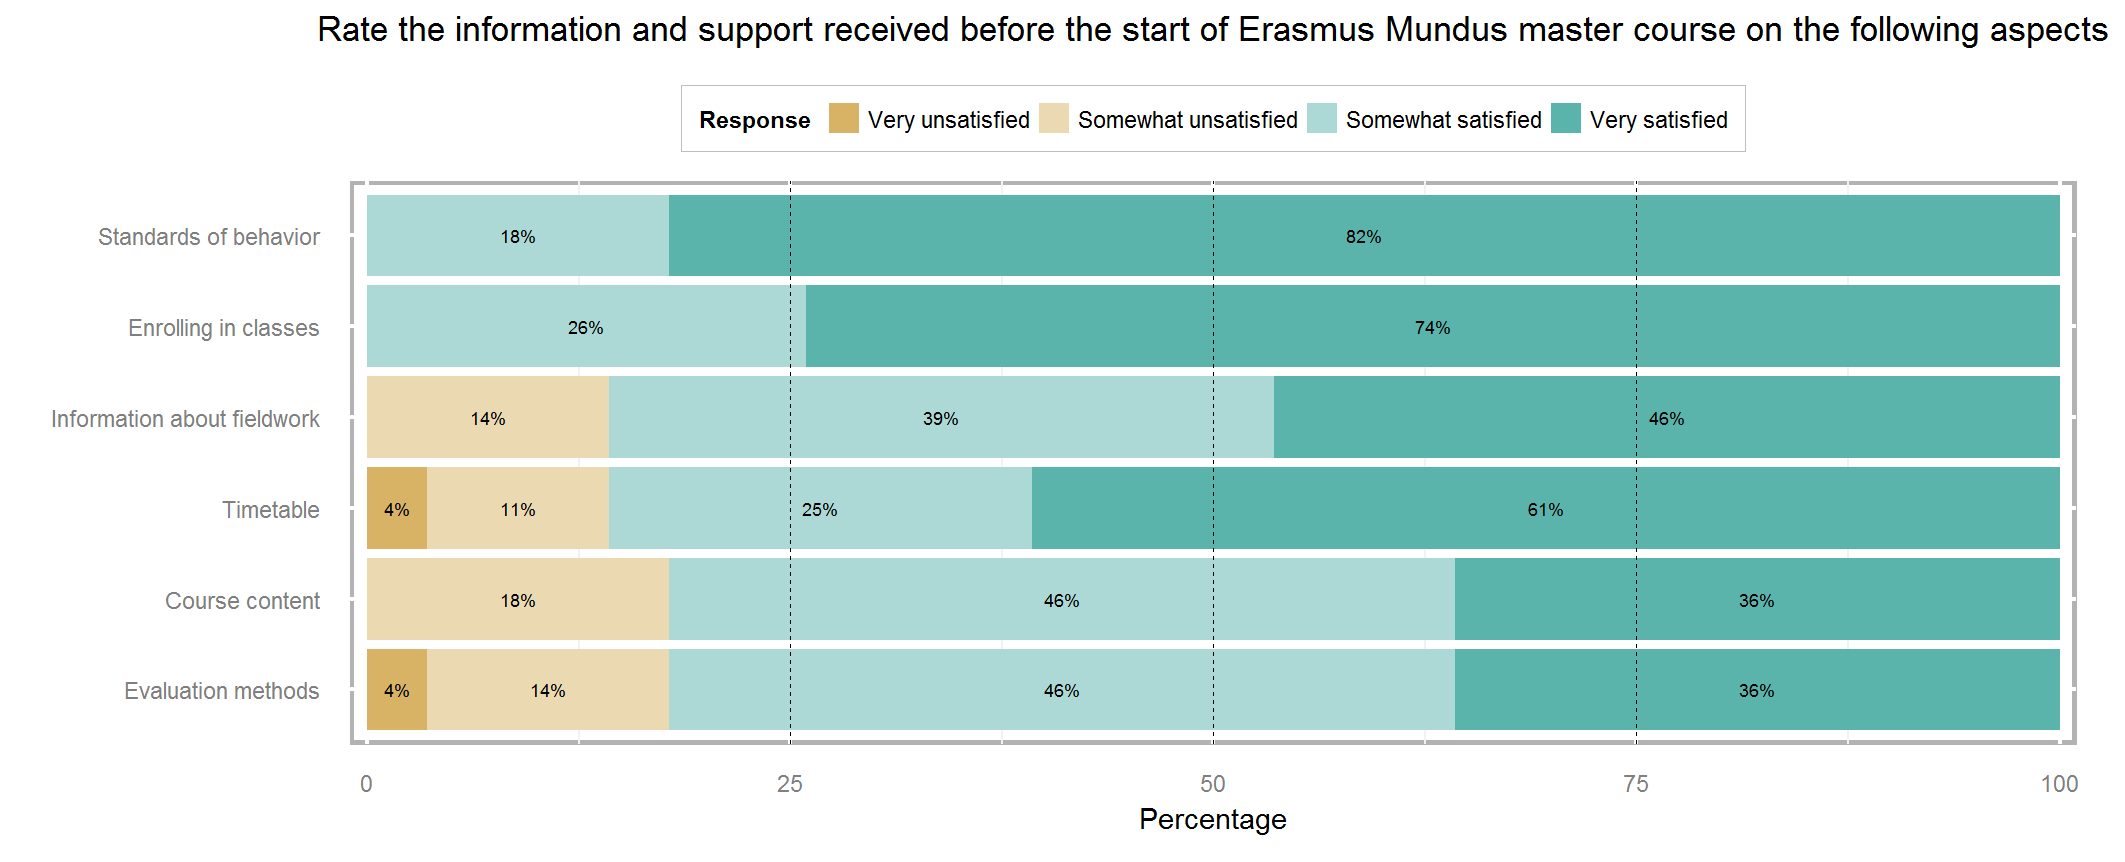 Rate the information and support received before the start of Erasmus Mundus master course on the following aspects
Response Very unsatisfied Somewhat unsatisfied Somewhat satisfied Very satisfied
Standards of behavior 18% 82%
Enrolling in classes 26% 74%
Information about fieldwork 14% 39% 46%
Timetable 4% 11% 25% 61%
Course content 18% 46% 36%
Evaluation methods 4% 14% 46% 36%
0 25 50 75 100
Percentage